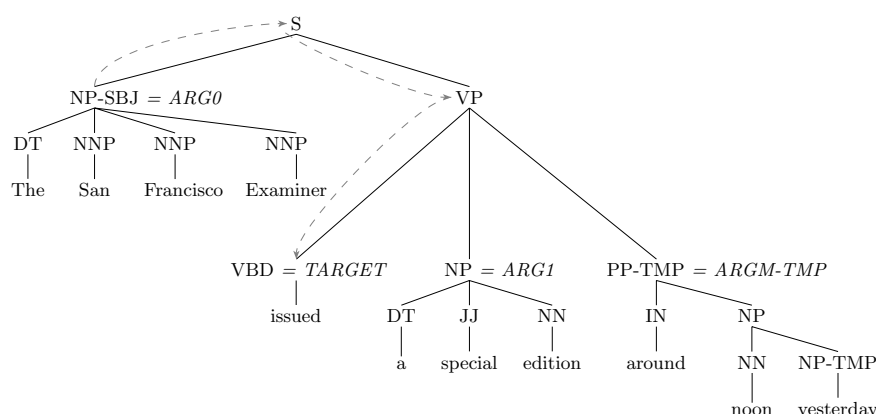 S
NP-SBJ = ARG0 VP
DT NNP NNP NNP
The San Francisco Examiner
VBD = TARGET NP = ARG1 PP-TMP = ARGM-TMP
issued DT JJ NN IN NP
a special edition around NN NP-TMP
noon yesterday